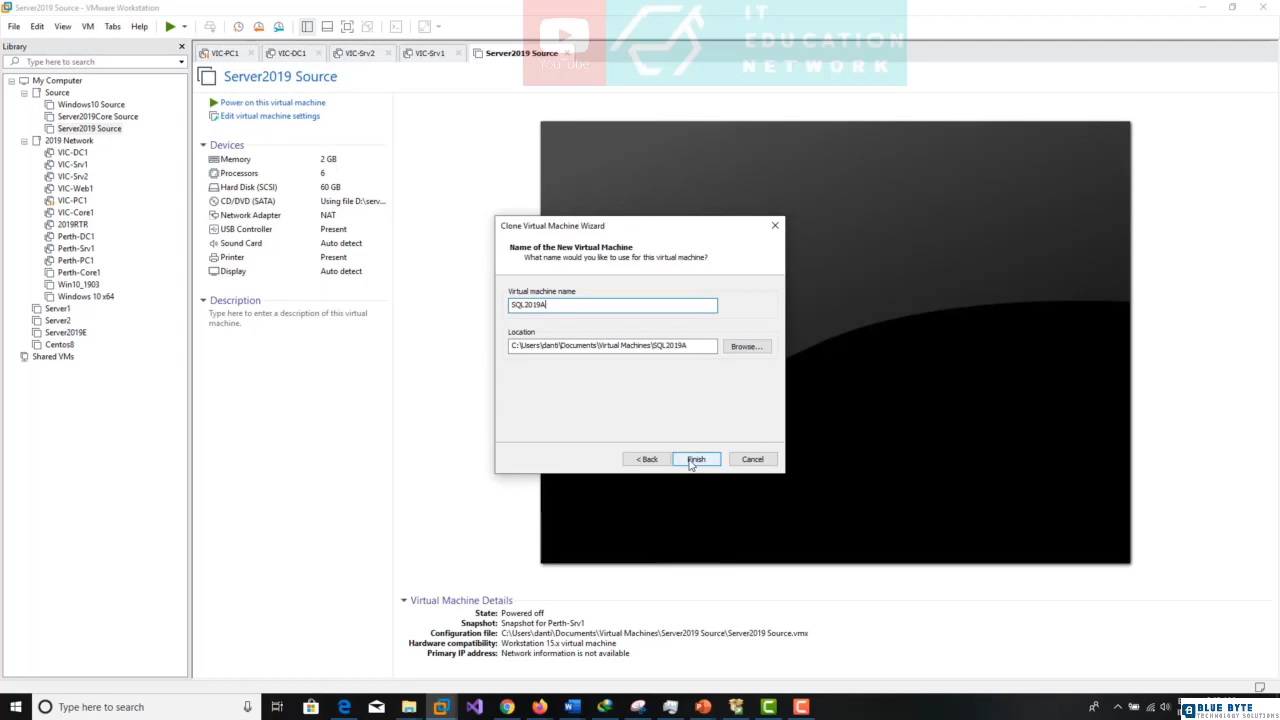 Server2019 Source - VMware Workstation
File Edit View VM Tabs Help
Library
Type here to search
My Computer
Source
Windows10 Source
Server2019Core Source
Server2019 Source
2019 Network
VIC-DC1
VIC-Srv1
VIC-Srv2
VIC-Web1
VIC-PC1
VIC-Core1
2019RTR
Perth-DC1
Perth-Srv1
Perth-PC1
Perth-Core1
Win10_1903
Windows 10 x64
Server1
Server2
Server2019E
Centos8
Shared VMs
VIC-PC1 VIC-DC1 VIC-Srv2 VIC-Srv1 Server2019 Source
YouTube
IT
EDUCATION
NETWORK
Server2019 Source
Power on this virtual machine
Edit virtual machine settings
Devices
Memory 2 GB
Processors 6
Hard Disk (SCSI) 60 GB
CD/DVD (SATA) Using file D:\serv...
Network Adapter NAT
USB Controller Present
Sound Card Auto detect
Printer Present
Display Auto detect
Description
Type here to enter a description of this virtual
machine.
Clone Virtual Machine Wizard
Name of the New Virtual Machine
What name would you like to use for this virtual machine?
Virtual machine name
SQL2019A
Location
C:\Users\danti\Documents\Virtual Machines\SQL2019A
Browse...
< Back Finish Cancel
Virtual Machine Details
State: Powered off
Snapshot: Snapshot for Perth-Srv1
Configuration file: C:\Users\danti\Documents\Virtual Machines\Server2019 Source\Server2019 Source.vmx
Hardware compatibility: Workstation 15.x virtual machine
Primary IP address: Network information is not available
Type here to search
BLUE BYTE
TECHNOLOGY SOLUTIONS